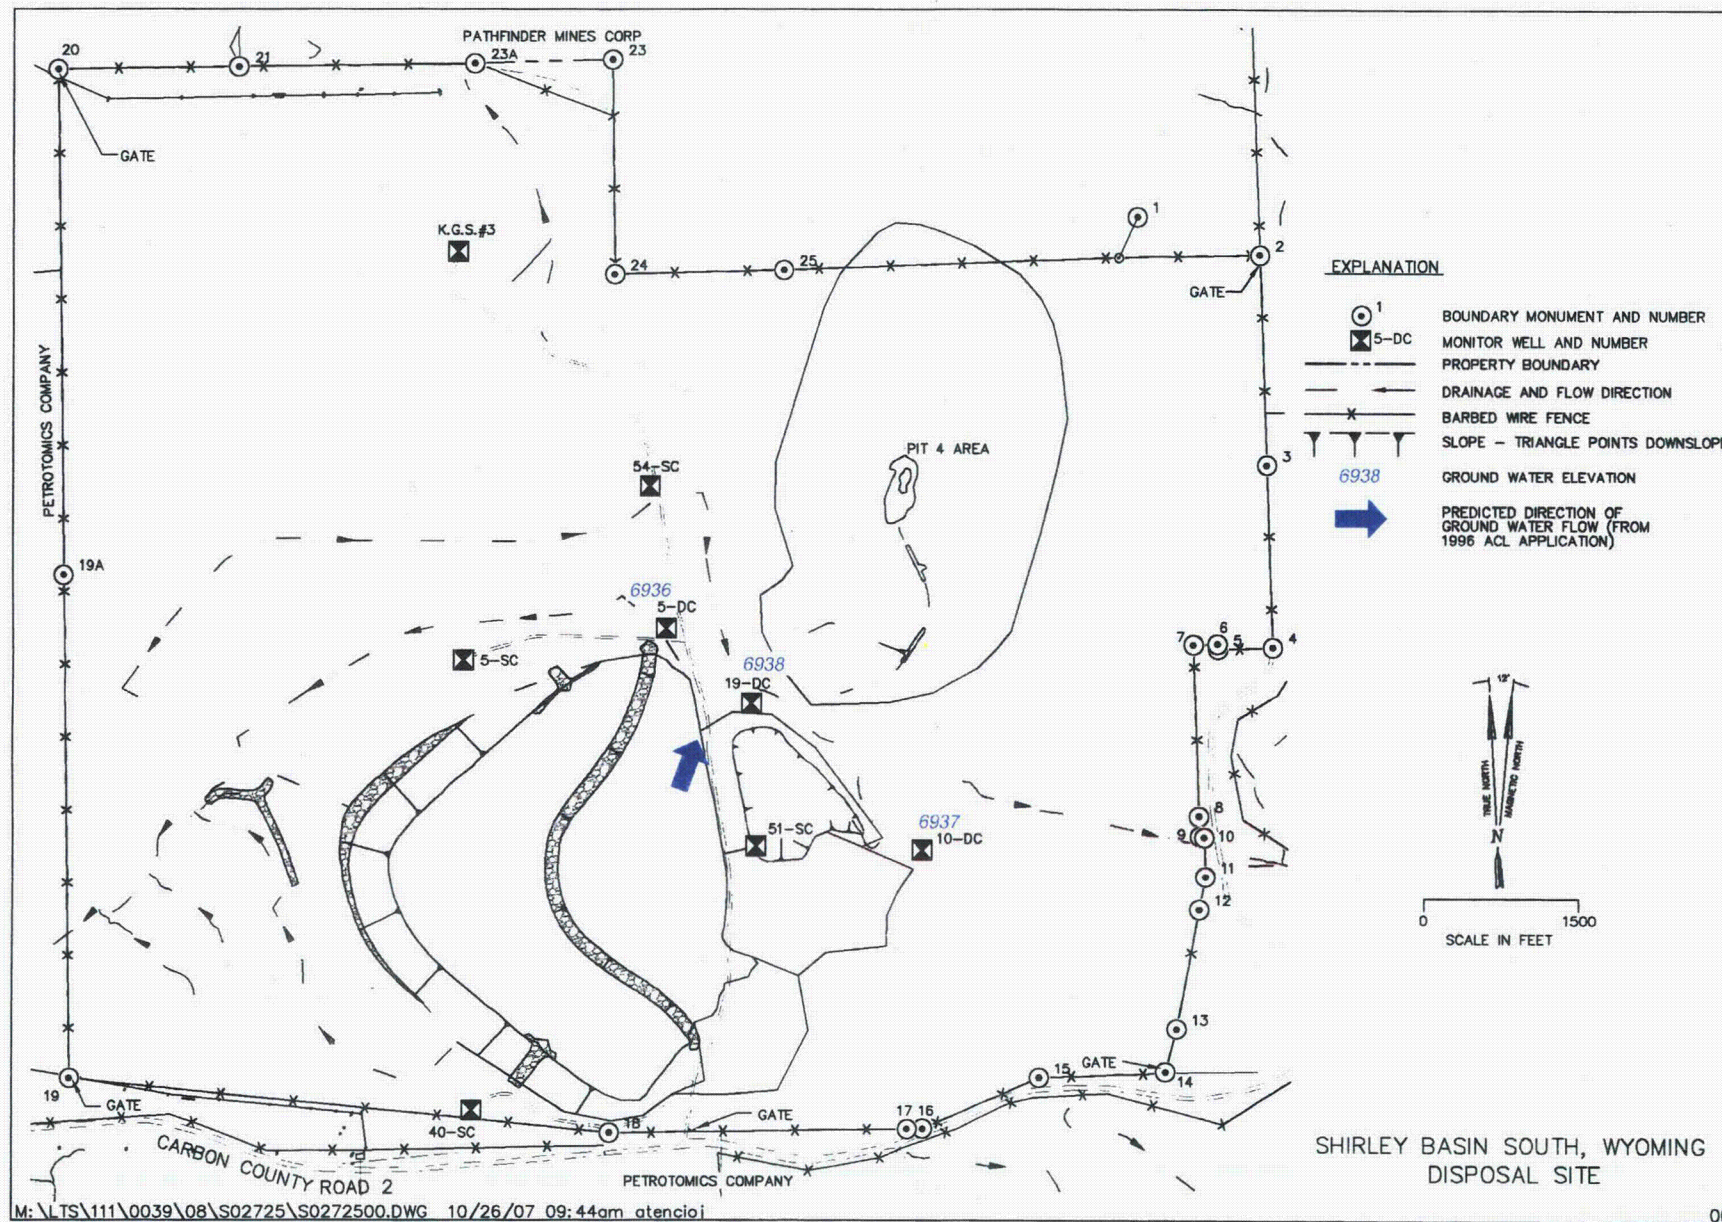 PATHFINDER MINES CORP
20
21
23A
23
GATE
1
K.G.S.#3
24
25
2
GATE
EXPLANATION
1
BOUNDARY MONUMENT AND NUMBER
5-DC
MONITOR WELL AND NUMBER
PROPERTY BOUNDARY
DRAINAGE AND FLOW DIRECTION
BARBED WIRE FENCE
SLOPE - TRIANGLE POINTS DOWNSLOPE
6938
GROUND WATER ELEVATION
PREDICTED DIRECTION OF
GROUND WATER FLOW (FROM
1996 ACL APPLICATION)
PETROTOMICS COMPANY
PIT 4 AREA
54-SC
3
19A
6936
5-DC
5-SC
6938
19-DC
7
6
5
4
12°
TRUE NORTH
MAGNETIC NORTH
N
8
9
10
11
12
51-SC
6937
10-DC
0
1500
SCALE IN FEET
13
GATE
14
15
19
GATE
40-SC
18
GATE
17
16
CARBON COUNTY ROAD 2
PETROTOMICS COMPANY
SHIRLEY BASIN SOUTH, WYOMING
DISPOSAL SITE
M:\LTS\111\0039\08\S02725\S0272500.DWG 10/26/07 09:44am atencioj